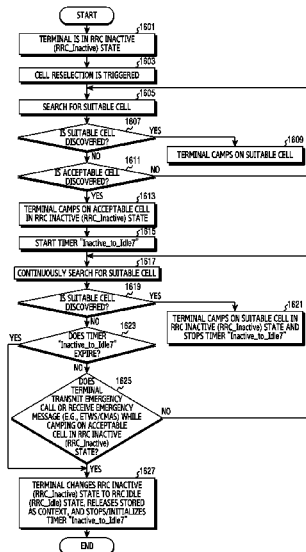 START
1601
TERMINAL IS IN RRC INACTIVE
(RRC_Inactive) STATE
1603
CELL RESELECTION IS TRIGGERED
1605
SEARCH FOR SUITABLE CELL
1607
IS SUITABLE CELL
DISCOVERED?
YES
1609
TERMINAL CAMPS ON SUITABLE CELL
NO
1611
IS ACCEPTABLE CELL
DISCOVERED?
NO
YES
1613
TERMINAL CAMPS ON ACCEPTABLE CELL
IN RRC INACTIVE (RRC_Inactive) STATE
1615
START TIMER "Inactive_to_Idle7"
1617
CONTINUOUSLY SEARCH FOR SUITABLE CELL
1619
IS SUITABLE CELL
DISCOVERED?
YES
1621
TERMINAL CAMPS ON SUITABLE CELL IN
RRC INACTIVE (RRC_Inactive) STATE AND
STOPS TIMER "Inactive_to_Idle7"
NO
1623
YES
DOES TIMER
"Inactive_to_Idle7"
EXPIRE?
NO
1625
DOES
TERMINAL
TRANSMIT EMERGENCY
CALL OR RECEIVE EMERGENCY
MESSAGE (E.G., ETWS/CMAS) WHILE
CAMPING ON ACCEPTABLE
CELL IN RRC INACTIVE
(RRC_Inactive)
STATE?
NO
YES
1627
TERMINAL CHANGES RRC INACTIVE
(RRC_Inactive) STATE TO RRC IDLE
(RRC_Idle) STATE, RELEASES STORED
AS CONTEXT, AND STOPS/INITIALIZES
TIMER "Inactive_to_Idle7"
END